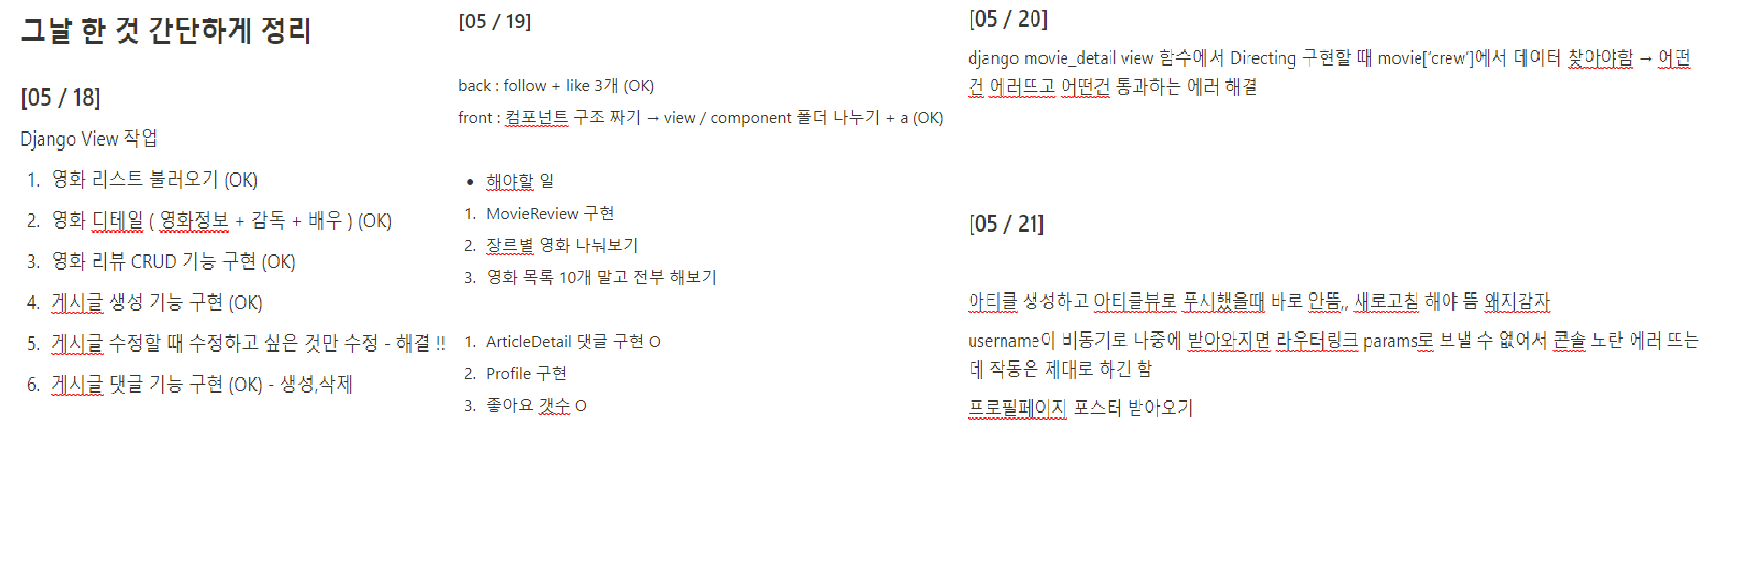 그날 한 것 간단하게 정리
[05 / 18]
Django View 작업
1. 영화 리스트 불러오기 (OK)
2. 영화 디테일 ( 영화정보 + 감독 + 배우 ) (OK)
3. 영화 리뷰 CRUD 기능 구현 (OK)
4. 게시글 생성 기능 구현 (OK)
5. 게시글 수정할 때 수정하고 싶은 것만 수정 - 해결 !!
6. 게시글 댓글 기능 구현 (OK) - 생성,삭제
[05 / 19]
back : follow + like 3개 (OK)
front : 컴포넌트 구조 짜기 → view / component 폴더 나누기 + a (OK)
• 해야할 일
1. MovieReview 구현
2. 장르별 영화 나눠보기
3. 영화 목록 10개 말고 전부 해보기
1. ArticleDetail 댓글 구현 O
2. Profile 구현
3. 좋아요 갯수 O
[05 / 20]
django movie_detail view 함수에서 Directing 구현할 때 movie['crew']에서 데이터 찾아야함 → 어떤
건 에러뜨고 어떤건 통과하는 에러 해결
[05 / 21]
아티클 생성하고 아티클뷰로 푸시했을때 바로 안뜸,, 새로고침 해야 뜸 왜지감자
username이 비동기로 나중에 받아와지면 라우터링크 params로 보낼 수 없어서 콘솔 노란 에러 뜨는
데 작동은 제대로 하긴 함
프로필페이지 포스터 받아오기